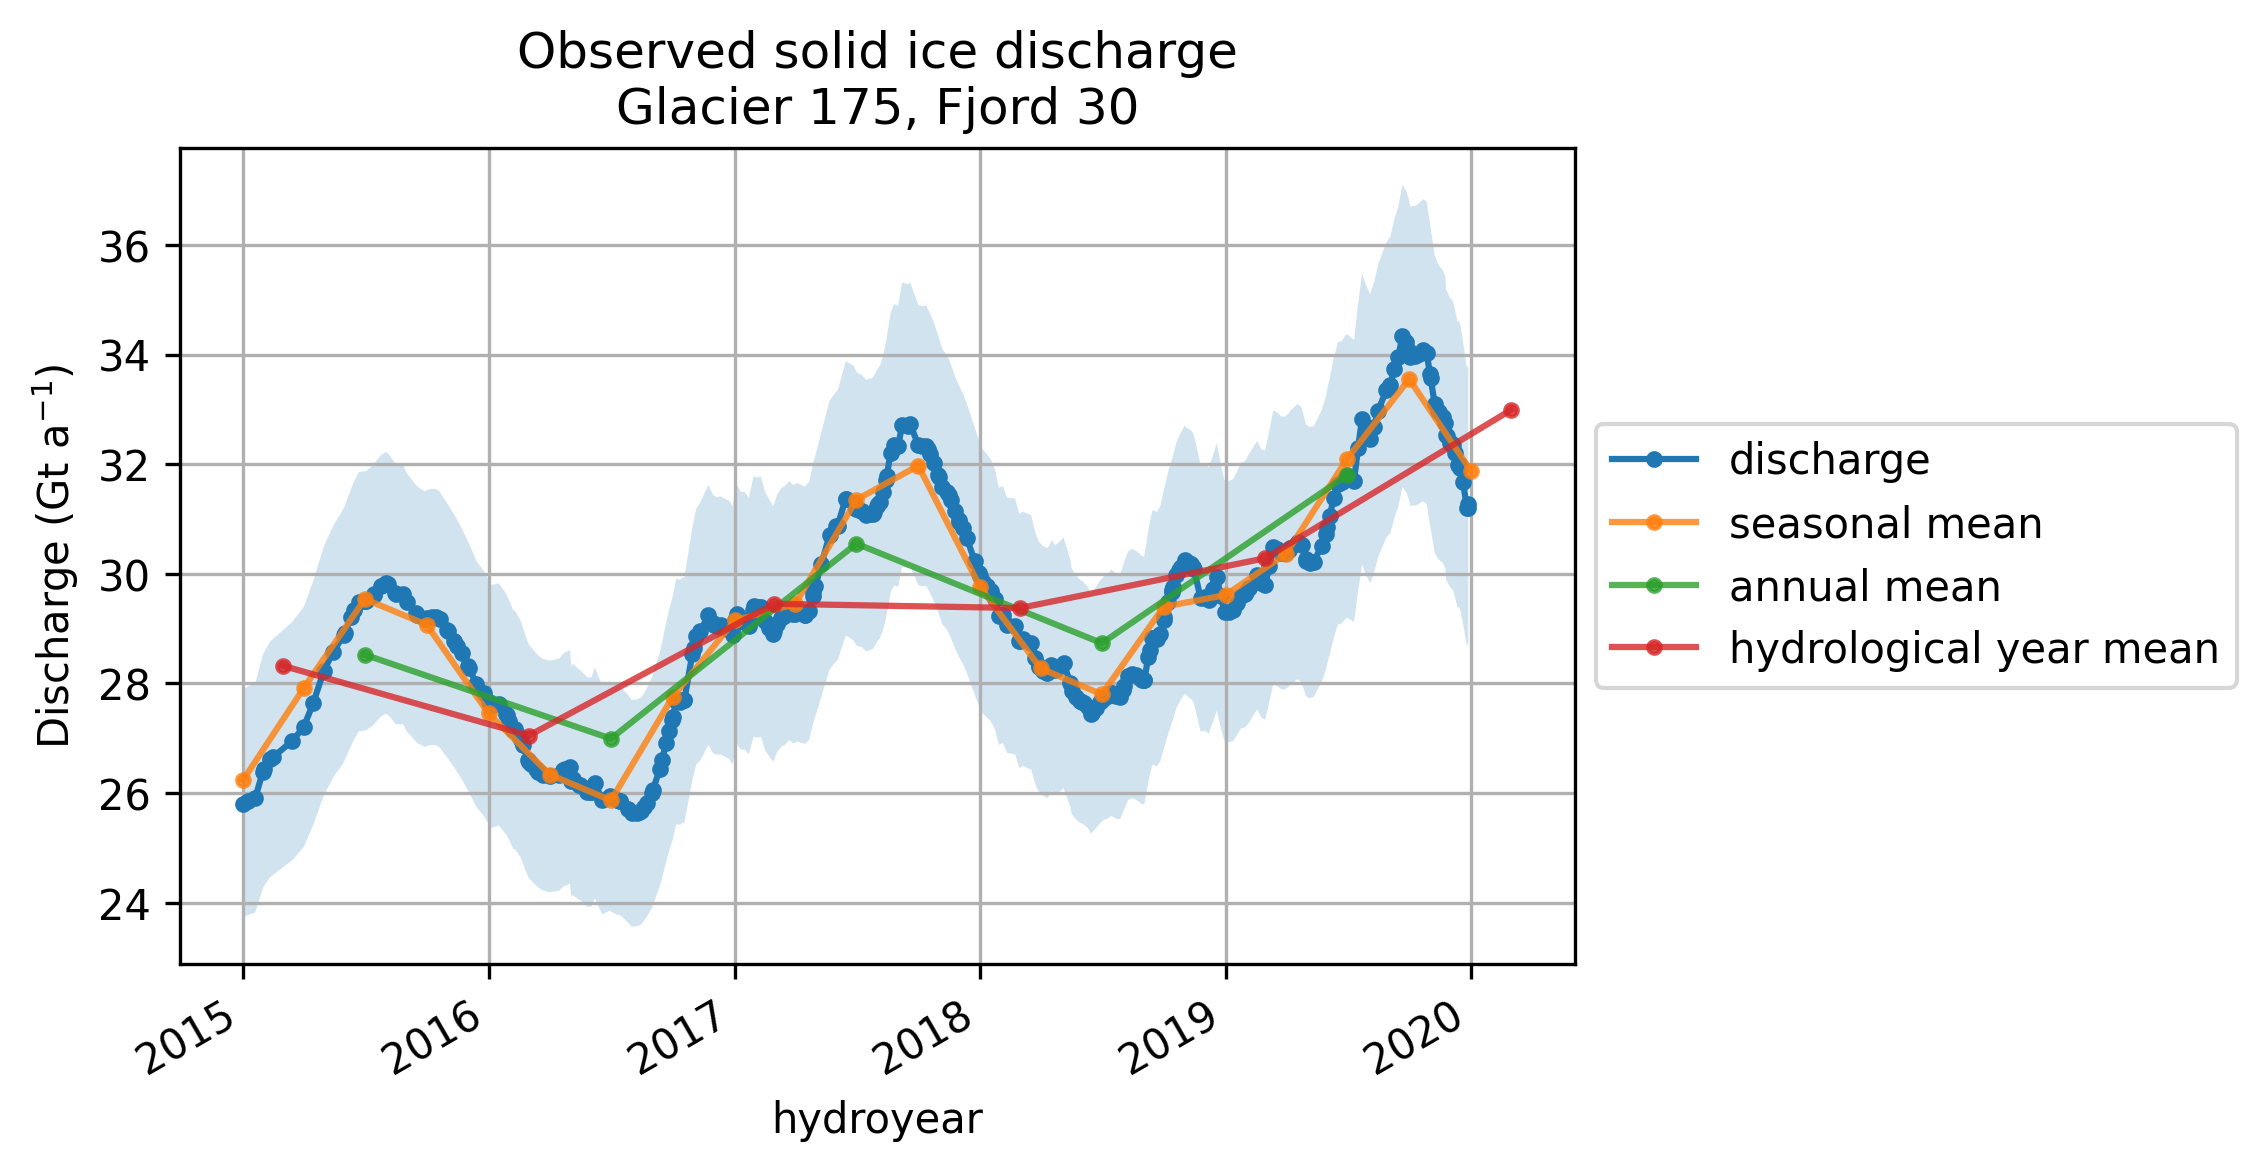 Observed solid ice discharge
Glacier 175, Fjord 30
Discharge (Gt a⁻¹)
36
34
32
30
28
26
24
2015
2016
2017
2018
2019
2020
hydroyear
discharge
seasonal mean
annual mean
hydrological year mean